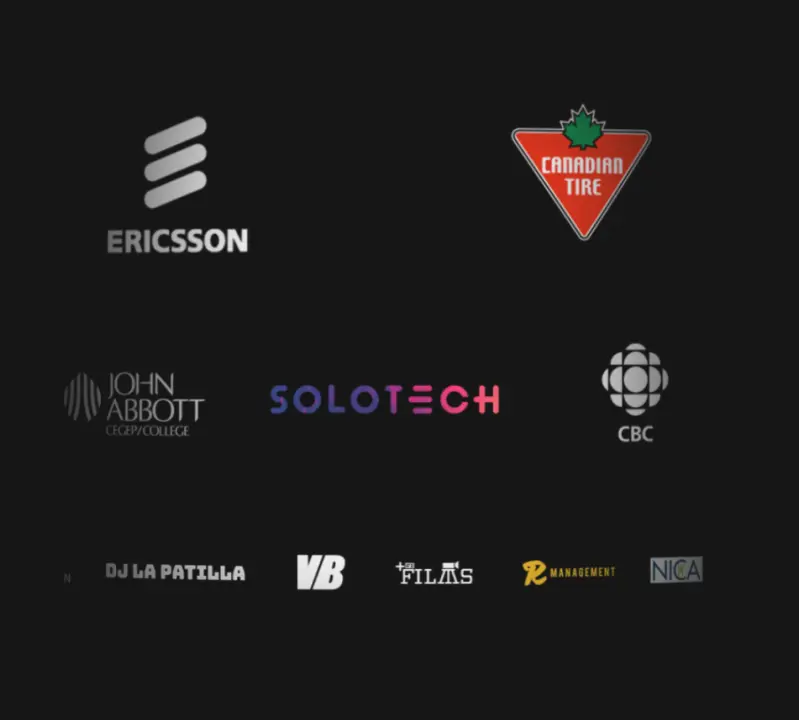 ERICSSON
CANADIAN
TIRE
JOHN
ABBOTT
CEGEP/COLLEGE
SOLOTECH
CBC
N
DJ LA PATILLA
VB
FILMS
R MANAGEMENT
NICA